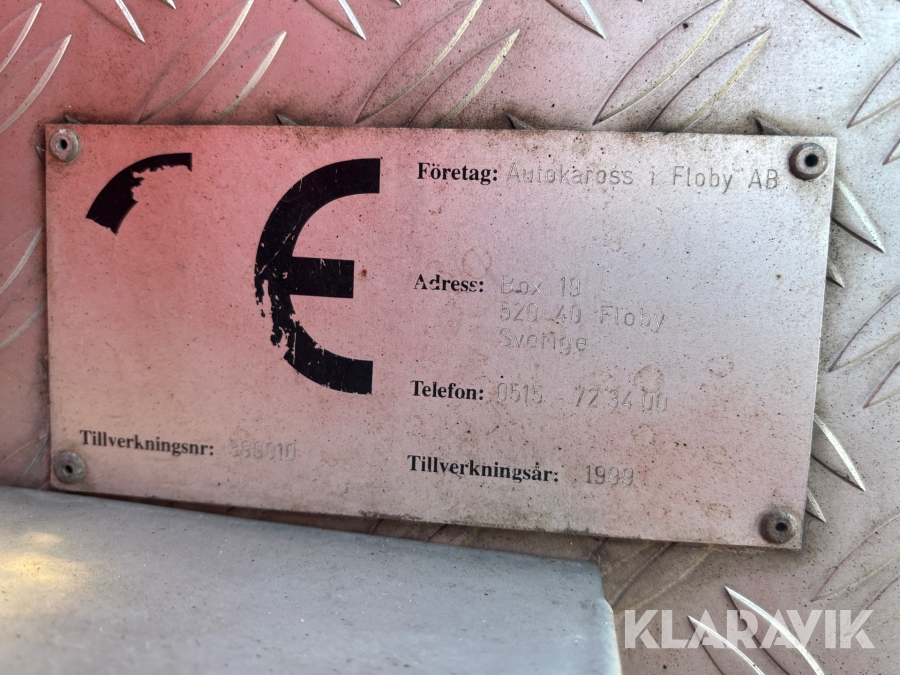 CE
Företag: Autokaross i Floby AB
Adress: Box 19
520 40 Floby
Sverige
Telefon: 0515 72 34 00
Tillverkningsnr:
Tillverkningsår: 1999
KLARAVIK